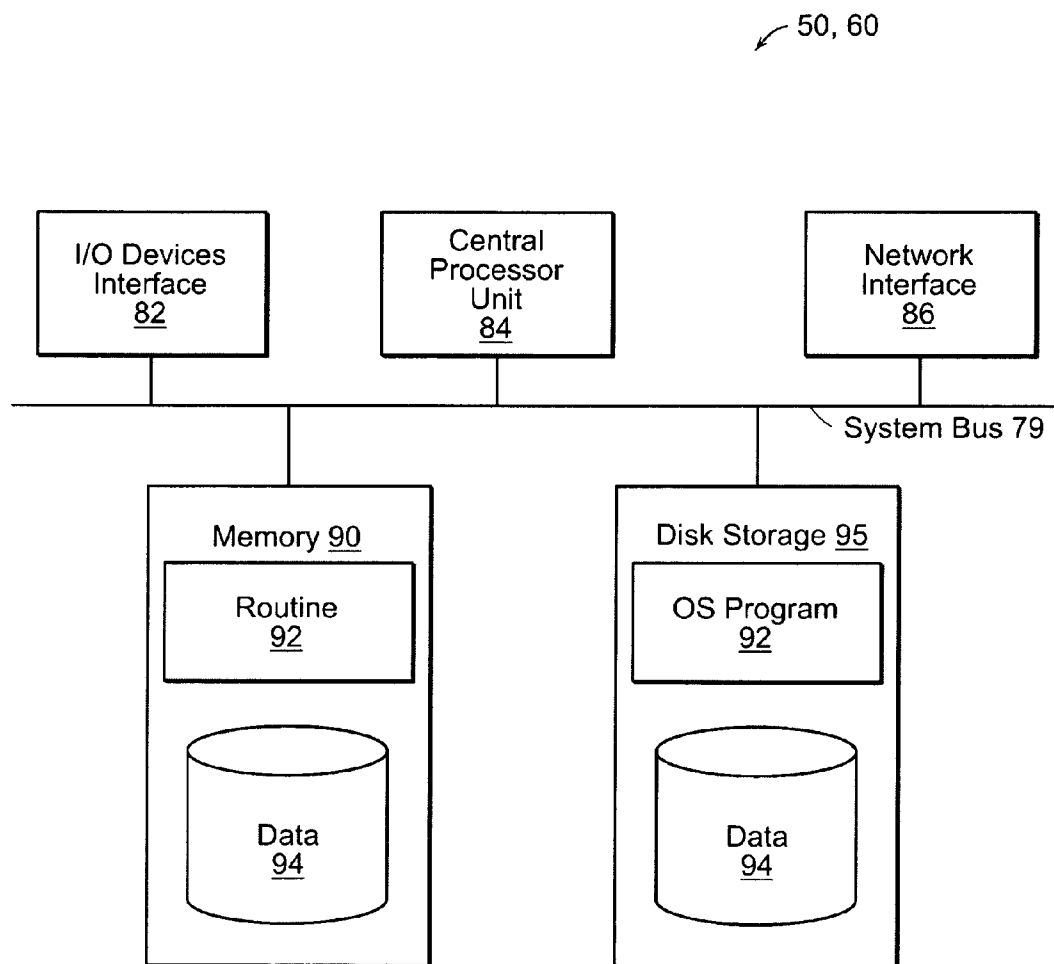 50, 60
I/O Devices
Interface
82
Central
Processor
Unit
84
Network
Interface
86
System Bus 79
Memory 90
Routine
92
Data
94
Disk Storage 95
OS Program
92
Data
94